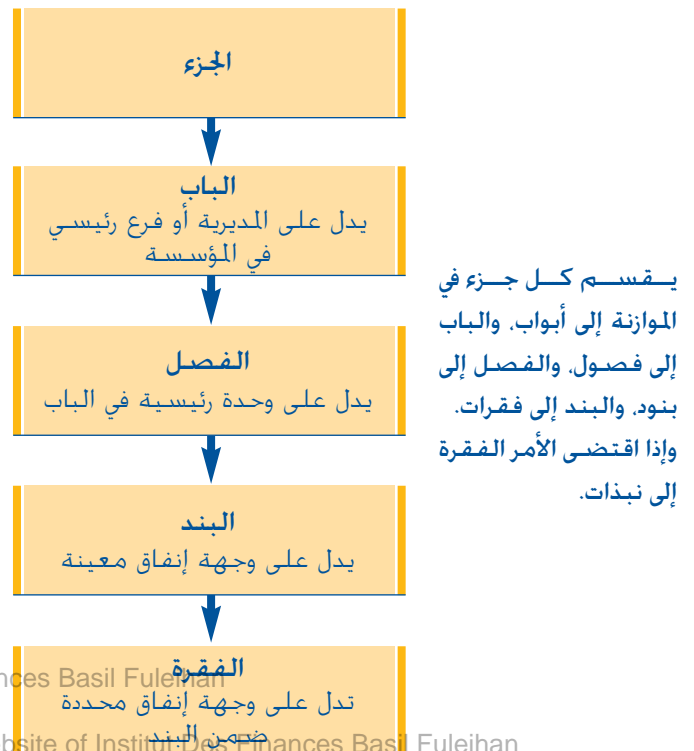 الجزء
الباب
يدل على المديرية أو فرع رئيسي
في المؤسسة
الفصل
يدل على وحدة رئيسية في الباب
البند
يدل على وجهة إنفاق معينة
الفقرة
تدل على وجهة إنفاق محددة
ضمن البند
يقسم كل جزء في
الموازنة إلى أبواب، والباب
إلى فصول، والفصل إلى
بنود، والبند إلى فقرات.
وإذا اقتضى الأمر الفقرة
إلى نبذات.
nces Basil Fuleihan
bsite of Institut Des Finances Basil Fuleihan